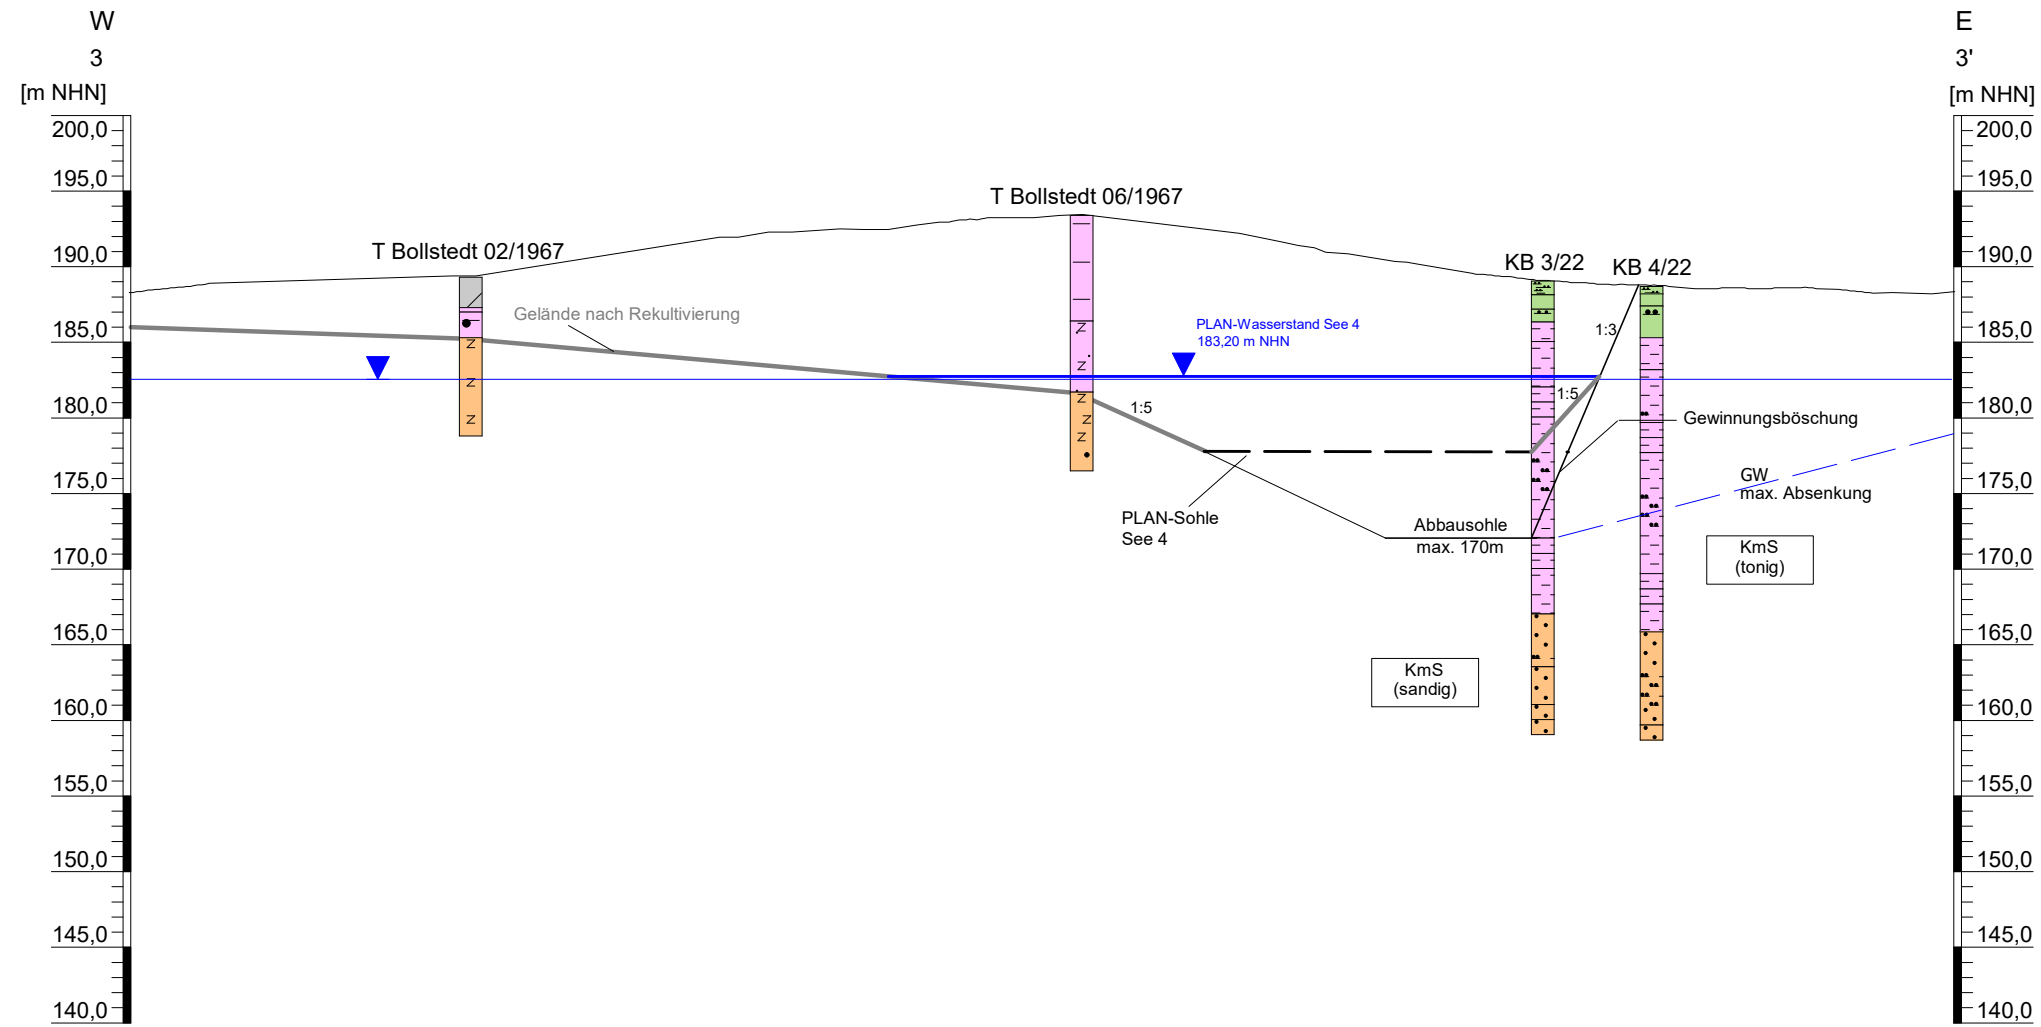 W
E
3
3'
[m NHN]
[m NHN]
200,0
200,0
195,0
195,0
T Bollstedt 06/1967
190,0
190,0
T Bollstedt 02/1967
KB 3/22
KB 4/22
185,0
185,0
Gelände nach Rekultivierung
PLAN-Wasserstand See 4
183,20 m NHN
1:3
180,0
180,0
1:5
1:5
Gewinnungsböschung
175,0
175,0
GW
max. Absenkung
PLAN-Sohle
See 4
Abbausohle
max. 170m
170,0
170,0
KmS
(tonig)
165,0
165,0
KmS
(sandig)
160,0
160,0
155,0
155,0
150,0
150,0
145,0
145,0
140,0
140,0